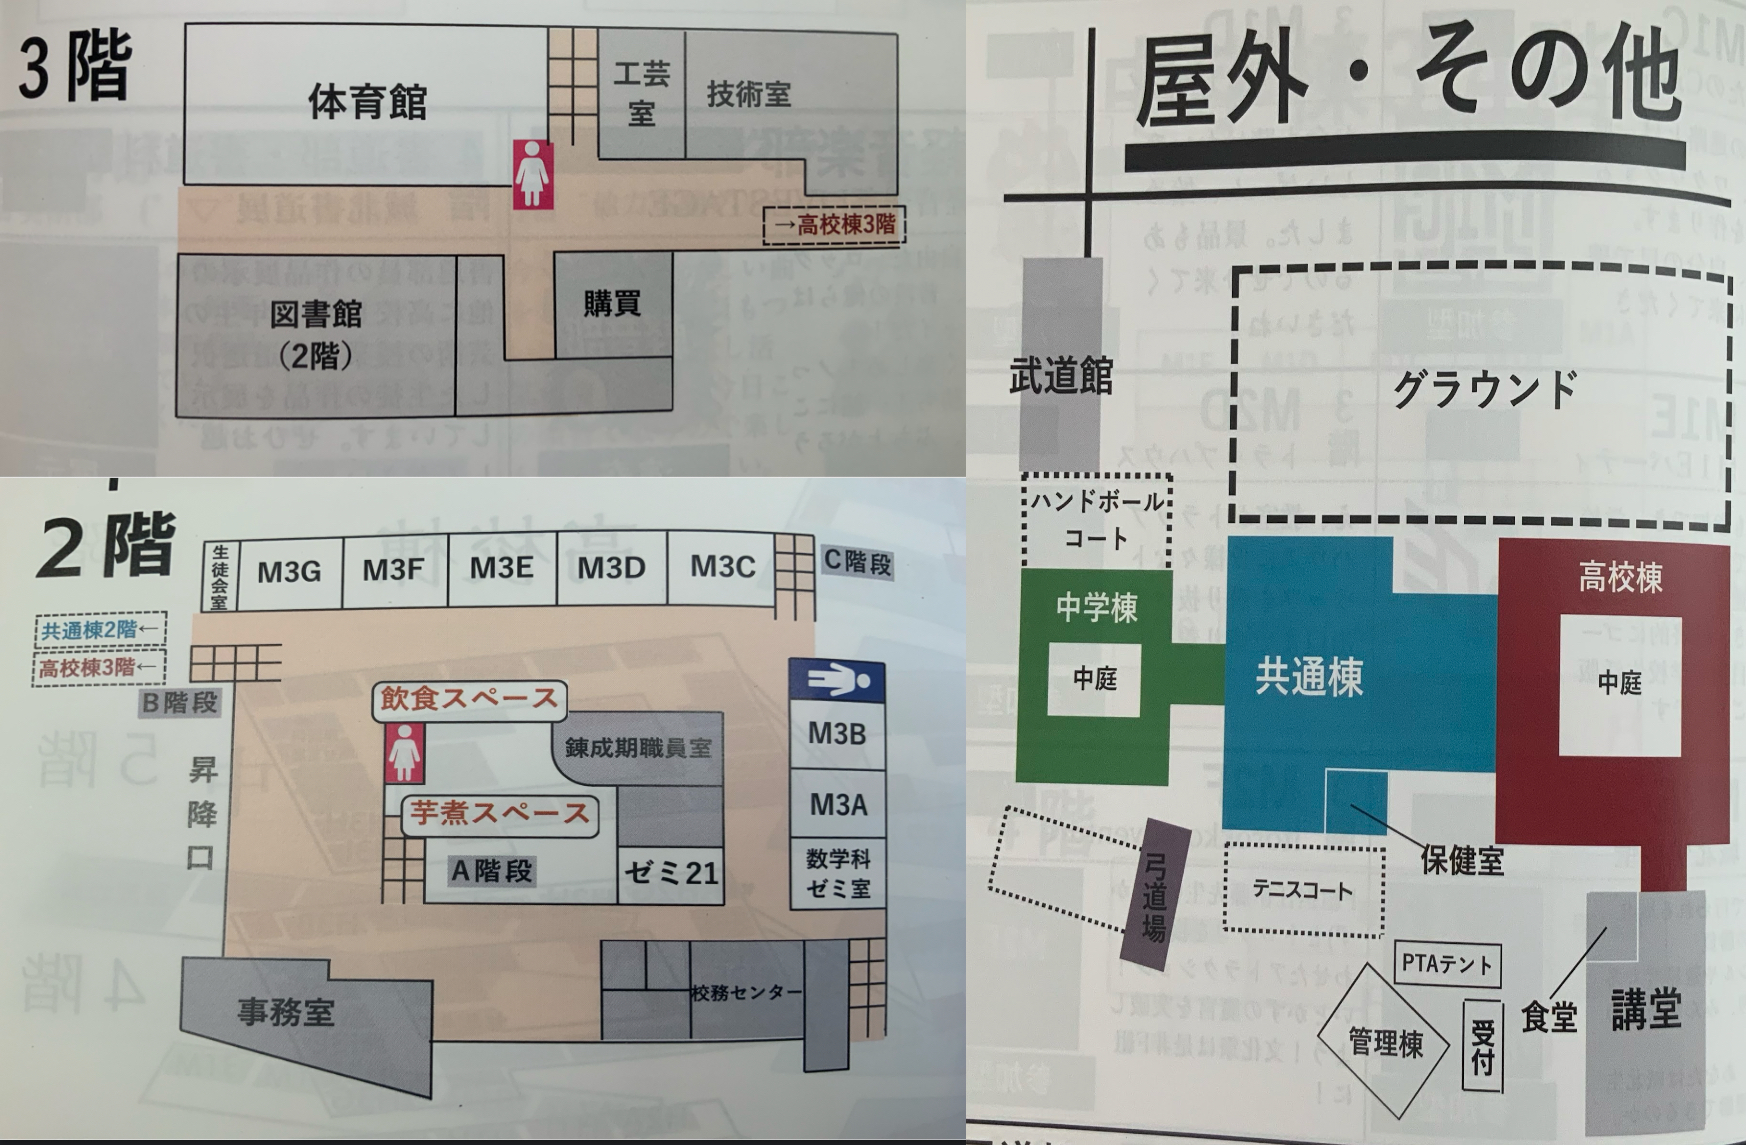 3階
体育館
工芸
室
技術室
→高校棟3階
図書館
(2階)
購買
2階
生徒会室
M3G
M3F
M3E
M3D
M3C
C階段
共通棟2階←
高校棟3階←
B階段
昇降口
飲食スペース
錬成期職員室
芋煮スペース
A階段
ゼミ21
M3B
M3A
数学科
ゼミ室
事務室
校務センター
屋外・その他
武道館
グラウンド
ハンドボール
コート
中学棟
中庭
共通棟
高校棟
中庭
保健室
弓道場
テニスコート
PTAテント
管理棟
受付
食堂
講堂